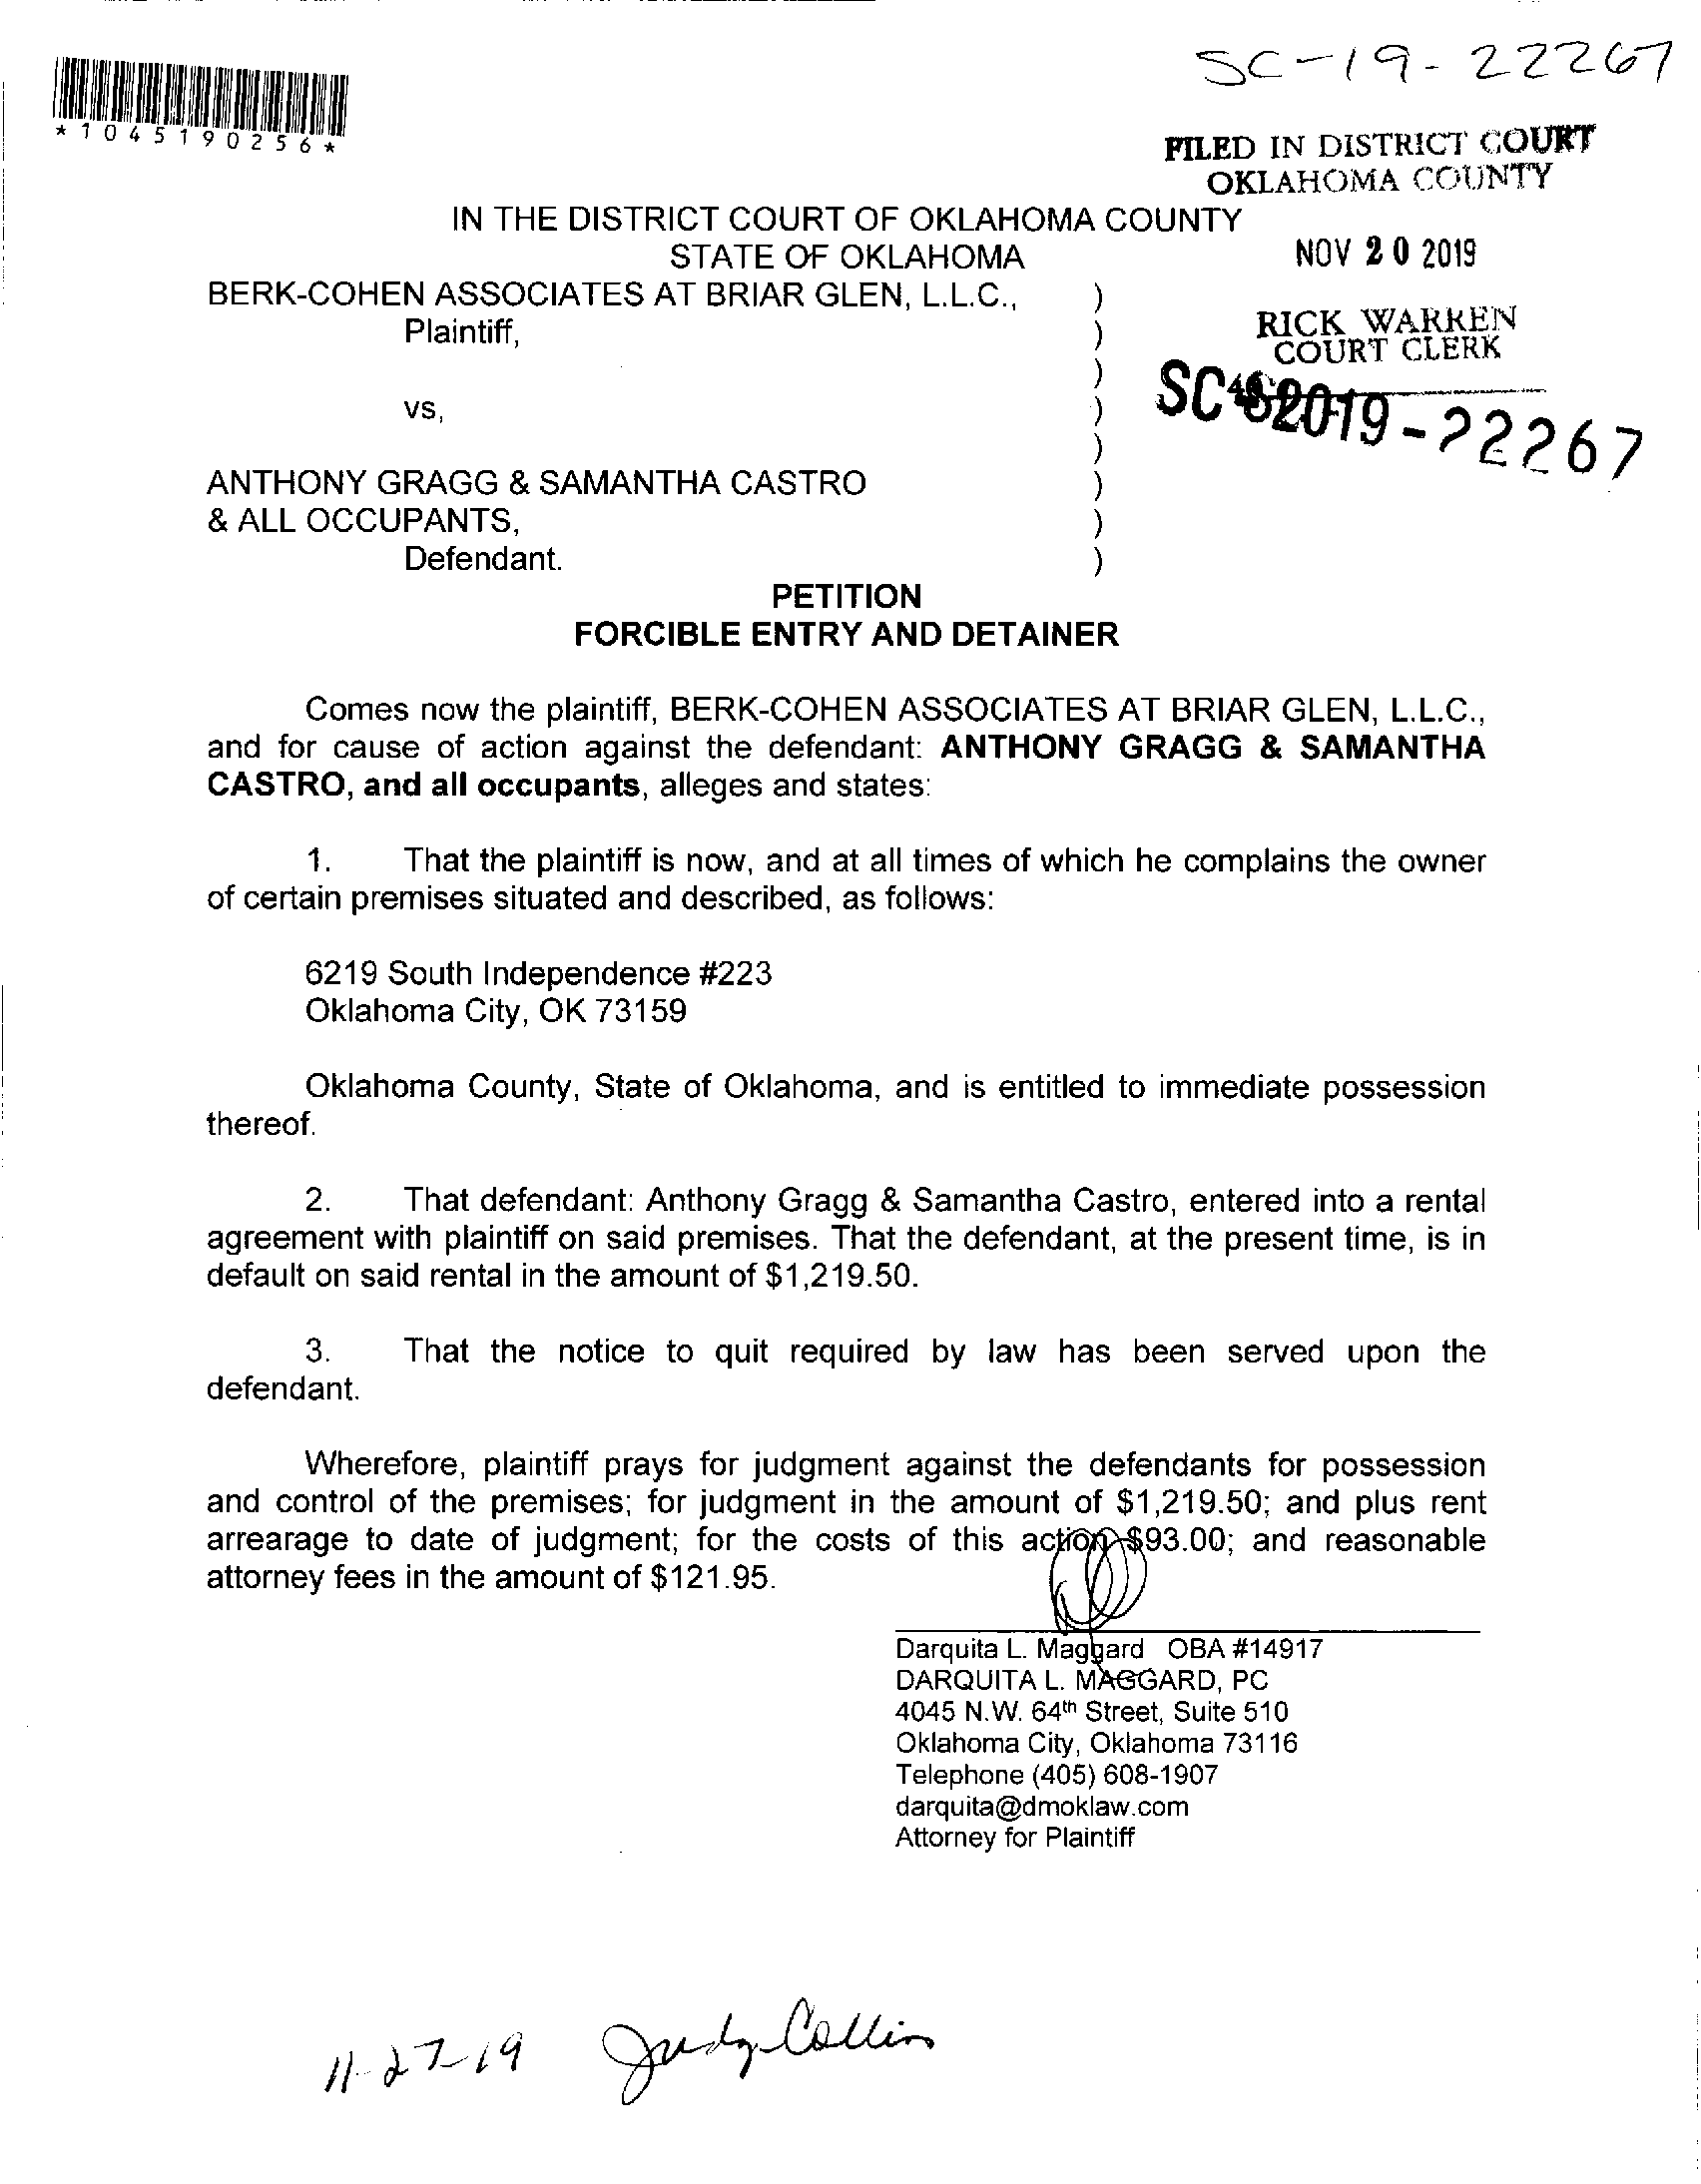 SC-19-22267
*1045190256*
FILED IN DISTRICT COURT
OKLAHOMA COUNTY
IN THE DISTRICT COURT OF OKLAHOMA COUNTY
STATE OF OKLAHOMA
NOV 20 2019
BERK-COHEN ASSOCIATES AT BRIAR GLEN, L.L.C., )
Plaintiff, )
RICK WARREN
COURT CLERK
)
vs, )
SC 2019-22267
)
ANTHONY GRAGG & SAMANTHA CASTRO )
& ALL OCCUPANTS, )
Defendant. )
PETITION
FORCIBLE ENTRY AND DETAINER
Comes now the plaintiff, BERK-COHEN ASSOCIATES AT BRIAR GLEN, L.L.C.,
and for cause of action against the defendant: ANTHONY GRAGG & SAMANTHA
CASTRO, and all occupants, alleges and states:
1. That the plaintiff is now, and at all times of which he complains the owner
of certain premises situated and described, as follows:
6219 South Independence #223
Oklahoma City, OK 73159
Oklahoma County, State of Oklahoma, and is entitled to immediate possession
thereof.
2. That defendant: Anthony Gragg & Samantha Castro, entered into a rental
agreement with plaintiff on said premises. That the defendant, at the present time, is in
default on said rental in the amount of $1,219.50.
3. That the notice to quit required by law has been served upon the
defendant.
Wherefore, plaintiff prays for judgment against the defendants for possession
and control of the premises; for judgment in the amount of $1,219.50; and plus rent
arrearage to date of judgment; for the costs of this action $93.00; and reasonable
attorney fees in the amount of $121.95.
Darquita L. Maggard OBA #14917
DARQUITA L. MAGGARD, PC
4045 N.W. 64th Street, Suite 510
Oklahoma City, Oklahoma 73116
Telephone (405) 608-1907
darquita@dmoklaw.com
Attorney for Plaintiff
11-27-19 Judy Collins